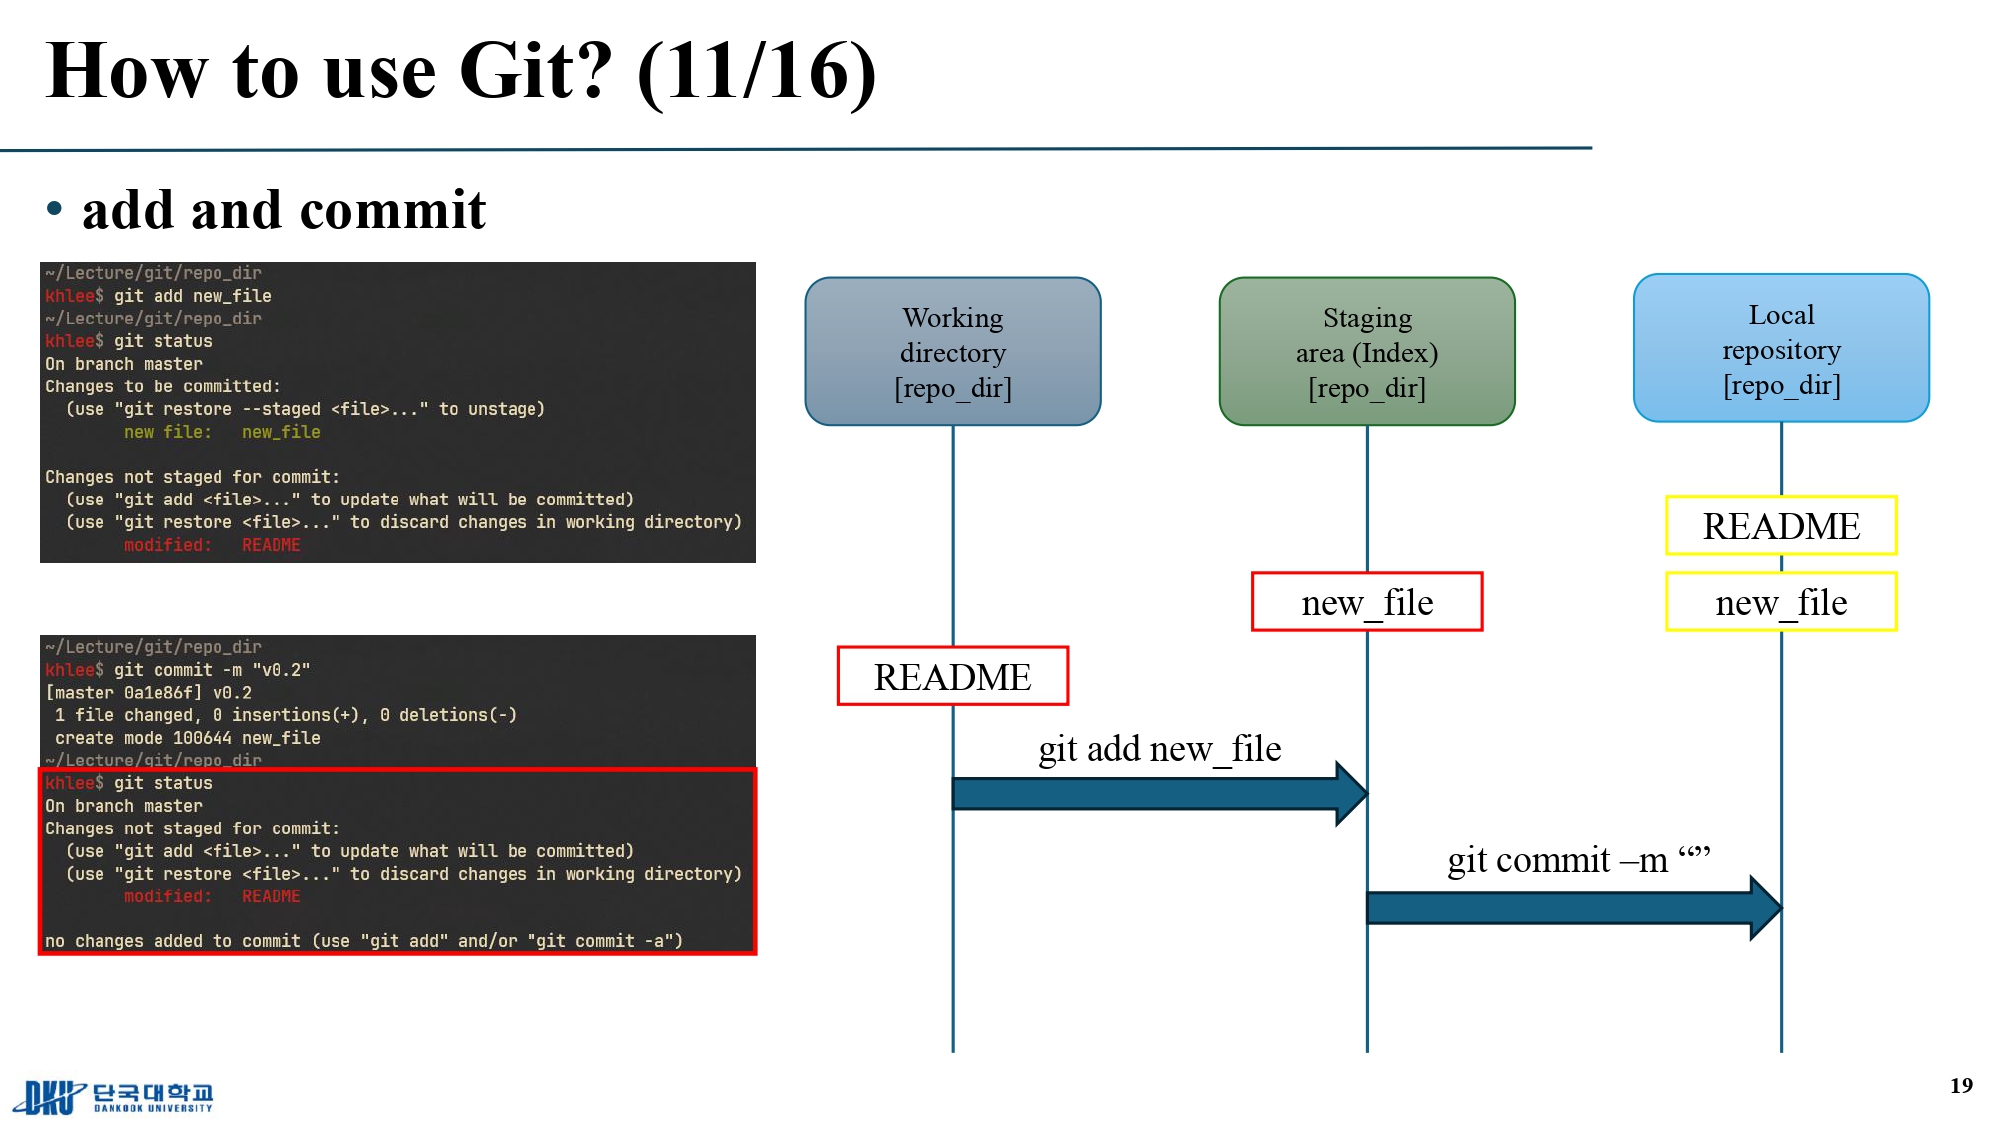 How to use Git? (11/16)
• add and commit
~/Lecture/git/repo_dir
khlee$ git add new_file
~/Lecture/git/repo_dir
khlee$ git status
On branch master
Changes to be committed:
  (use "git restore --staged <file>..." to unstage)
        new file:   new_file

Changes not staged for commit:
  (use "git add <file>..." to update what will be committed)
  (use "git restore <file>..." to discard changes in working directory)
        modified:   README
~/Lecture/git/repo_dir
khlee$ git commit -m "v0.2"
[master 0a1e86f] v0.2
 1 file changed, 0 insertions(+), 0 deletions(-)
 create mode 100644 new_file
~/Lecture/git/repo_dir
khlee$ git status
On branch master
Changes not staged for commit:
  (use "git add <file>..." to update what will be committed)
  (use "git restore <file>..." to discard changes in working directory)
        modified:   README

no changes added to commit (use "git add" and/or "git commit -a")
Working
directory
[repo_dir]
Staging
area (Index)
[repo_dir]
Local
repository
[repo_dir]
README
new_file
new_file
README
git add new_file
git commit –m “”
DKU 단국대학교
DANKOOK UNIVERSITY
19